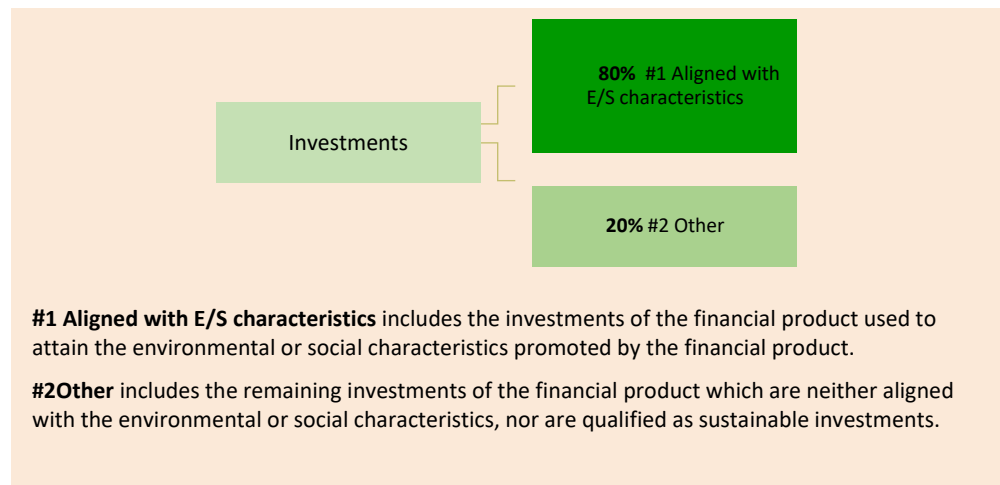 80% #1 Aligned with
E/S characteristics
Investments
20% #2 Other
#1 Aligned with E/S characteristics includes the investments of the financial product used to
attain the environmental or social characteristics promoted by the financial product.
#2Other includes the remaining investments of the financial product which are neither aligned
with the environmental or social characteristics, nor are qualified as sustainable investments.